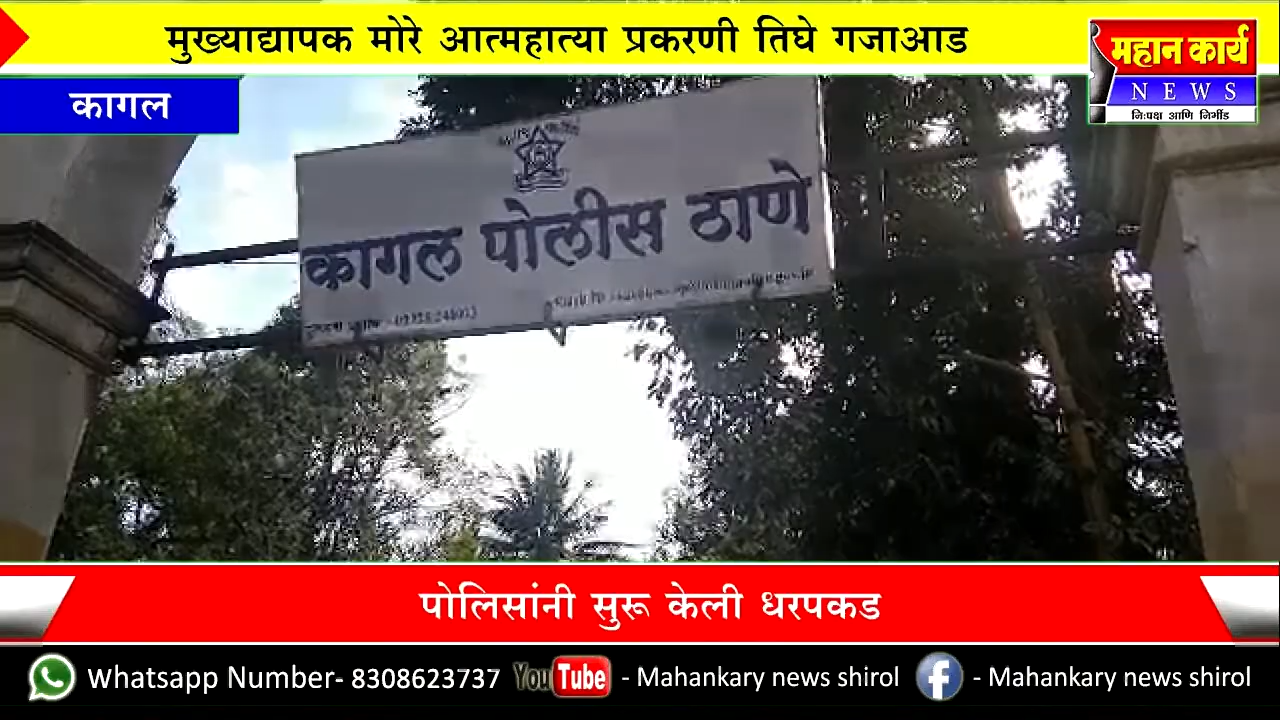 मुख्याद्यापक मोरे आत्महात्या प्रकरणी तिघे गजाआड
महान कार्य
NEWS
निःपक्ष आणि निर्भीड
कागल
कागल पोलीस ठाणे
पोलिसांनी सुरू केली धरपकड
Whatsapp Number- 8308623737 YouTube - Mahankary news shirol f - Mahankary news shirol